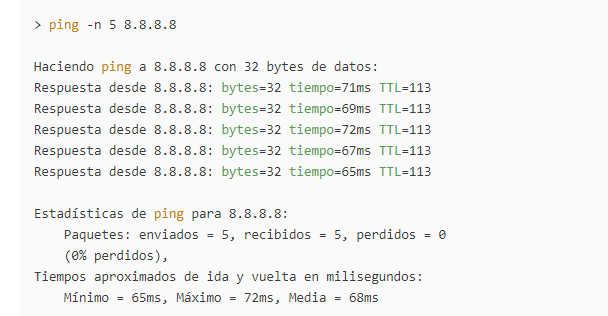 > ping -n 5 8.8.8.8
Haciendo ping a 8.8.8.8 con 32 bytes de datos:
Respuesta desde 8.8.8.8: bytes=32 tiempo=71ms TTL=113
Respuesta desde 8.8.8.8: bytes=32 tiempo=69ms TTL=113
Respuesta desde 8.8.8.8: bytes=32 tiempo=72ms TTL=113
Respuesta desde 8.8.8.8: bytes=32 tiempo=67ms TTL=113
Respuesta desde 8.8.8.8: bytes=32 tiempo=65ms TTL=113
Estadísticas de ping para 8.8.8.8:
Paquetes: enviados = 5, recibidos = 5, perdidos = 0
(0% perdidos),
Tiempos aproximados de ida y vuelta en milisegundos:
Mínimo = 65ms, Máximo = 72ms, Media = 68ms